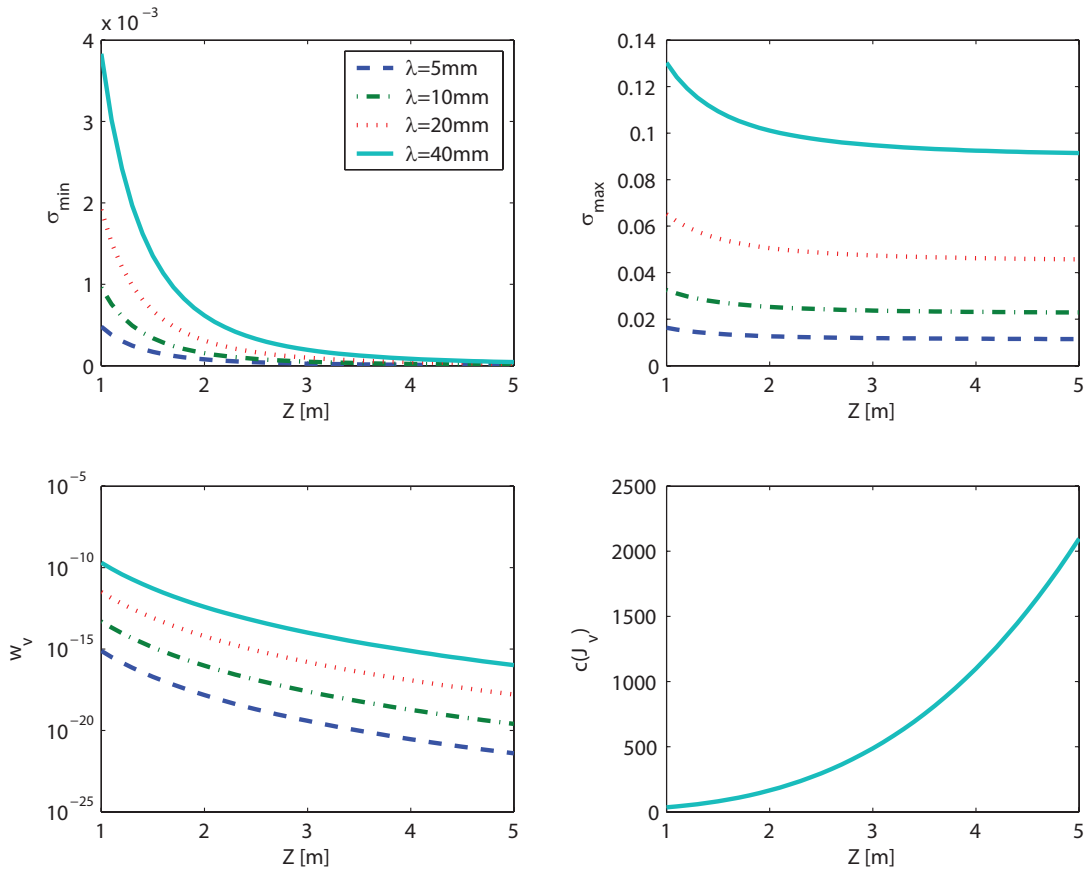 x 10⁻³
4
3
2
1
0
σmin
1 2 3 4 5
Z [m]
λ=5mm
λ=10mm
λ=20mm
λ=40mm
0.14
0.12
0.1
0.08
0.06
0.04
0.02
0
σmax
1 2 3 4 5
Z [m]
10⁻⁵
10⁻¹⁰
10⁻¹⁵
10⁻²⁰
10⁻²⁵
w_v
1 2 3 4 5
Z [m]
2500
2000
1500
1000
500
0
c(J_v)
1 2 3 4 5
Z [m]